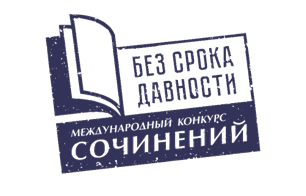 БЕЗ СРОКА
ДАВНОСТИ
МЕЖДУНАРОДНЫЙ КОНКУРС
СОЧИНЕНИЙ